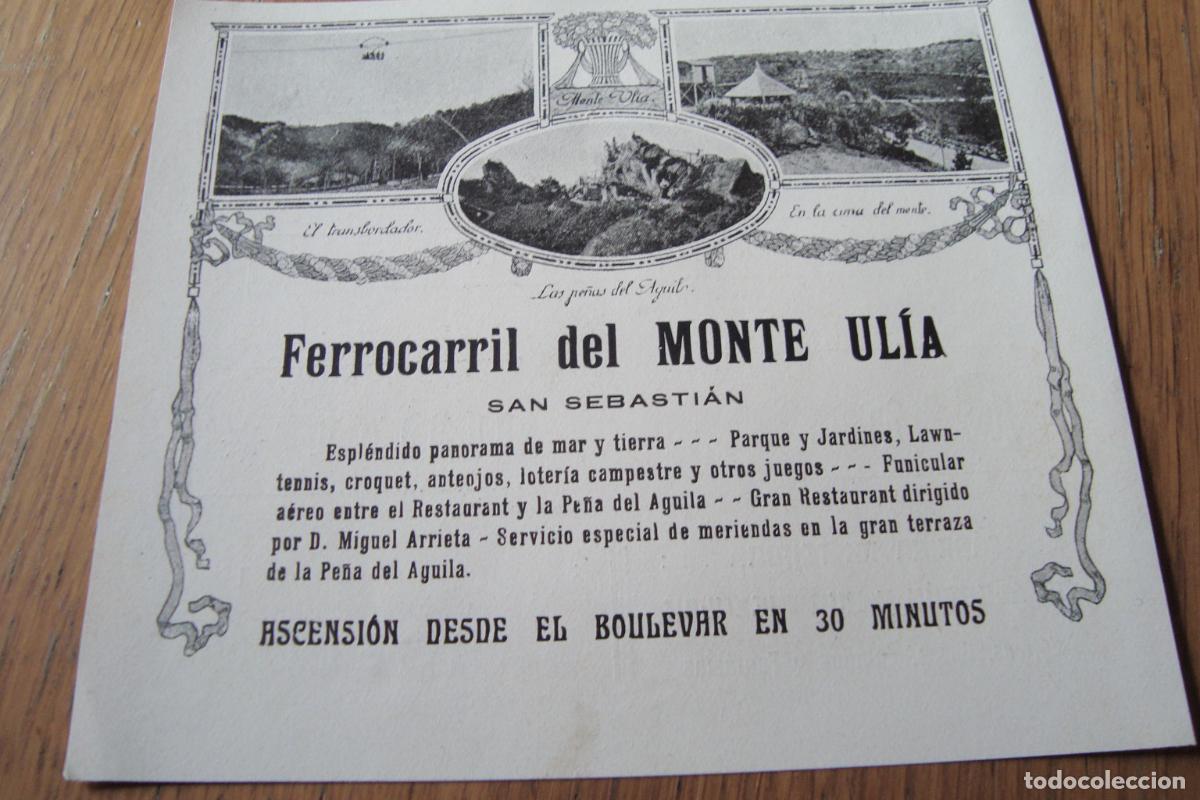 Monte Ulía.
El transbordador.
En la cima del monte.
Las peñas del Aguila.
Ferrocarril del MONTE ULÍA
SAN SEBASTIÁN
Espléndido panorama de mar y tierra - - - Parque y Jardines, Lawn-
tennis, croquet, anteojos, lotería campestre y otros juegos - - - Funicular
aéreo entre el Restaurant y la Peña del Aguila - - Gran Restaurant dirigido
por D. Miguel Arrieta - Servicio especial de meriendas en la gran terraza
de la Peña del Aguila.
ASCENSIÓN DESDE EL BOULEVAR EN 30 MINUTOS
todocoleccion